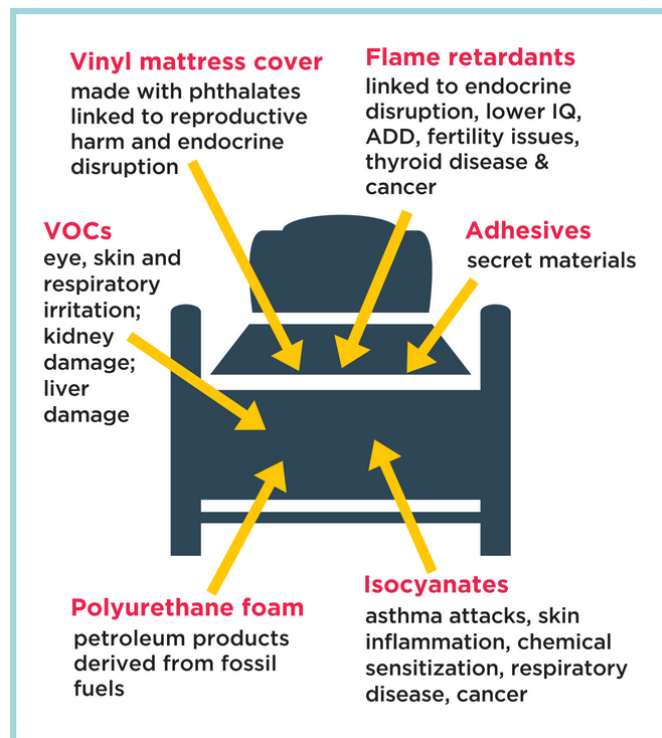 Vinyl mattress cover
made with phthalates
linked to reproductive
harm and endocrine
disruption
Flame retardants
linked to endocrine
disruption, lower IQ,
ADD, fertility issues,
thyroid disease &
cancer
VOCs
eye, skin and
respiratory
irritation;
kidney
damage;
liver
damage
Adhesives
secret materials
Polyurethane foam
petroleum products
derived from fossil
fuels
Isocyanates
asthma attacks, skin
inflammation, chemical
sensitization, respiratory
disease, cancer